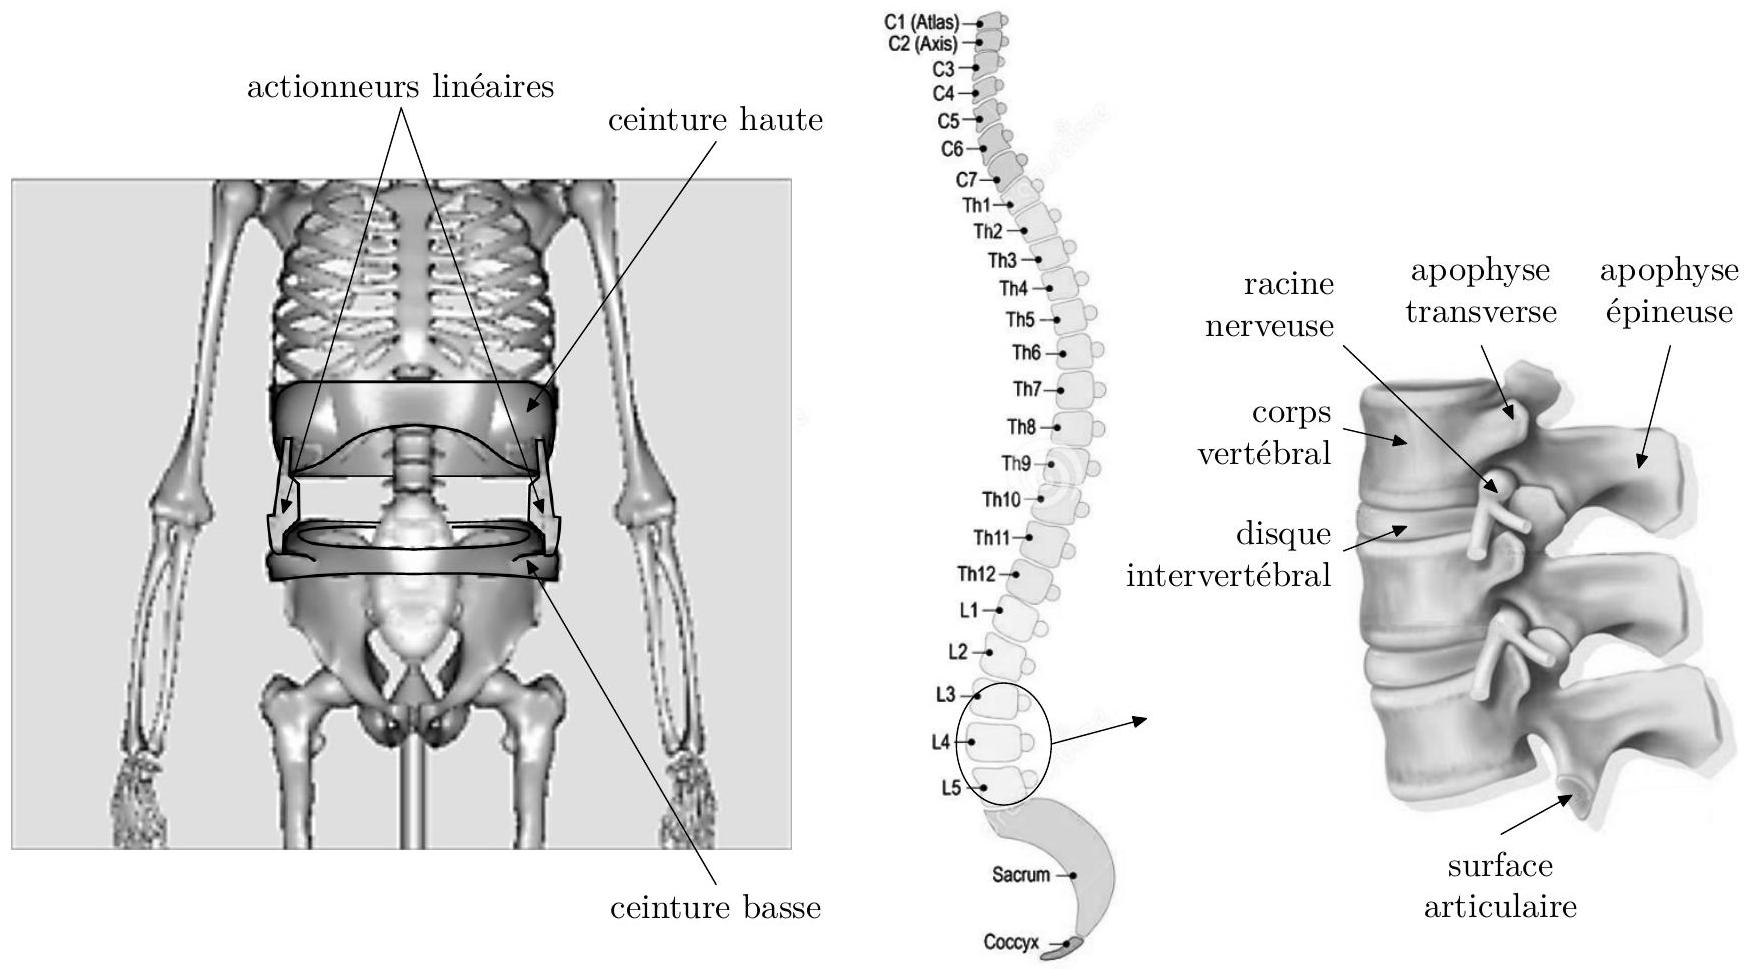 actionneurs linéaires
ceinture haute
ceinture basse
C1 (Atlas)
C2 (Axis)
C3
C4
C5
C6
C7
Th1
Th2
Th3
Th4
Th5
Th6
Th7
Th8
Th9
Th10
Th11
Th12
L1
L2
L3
L4
L5
Sacrum
Coccyx
racine
nerveuse
apophyse
transverse
apophyse
épineuse
corps
vertébral
disque
intervertébral
surface
articulaire